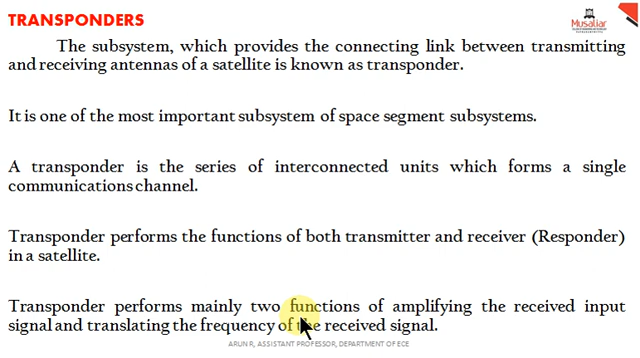 TRANSPONDERS
Musaliar
The subsystem, which provides the connecting link between transmitting
and receiving antennas of a satellite is known as transponder.
It is one of the most important subsystem of space segment subsystems.
A transponder is the series of interconnected units which forms a single
communications channel.
Transponder performs the functions of both transmitter and receiver (Responder)
in a satellite.
Transponder performs mainly two functions of amplifying the received input
signal and translating the frequency of the received signal.
ARUN R, ASSISTANT PROFESSOR, DEPARTMENT OF ECE